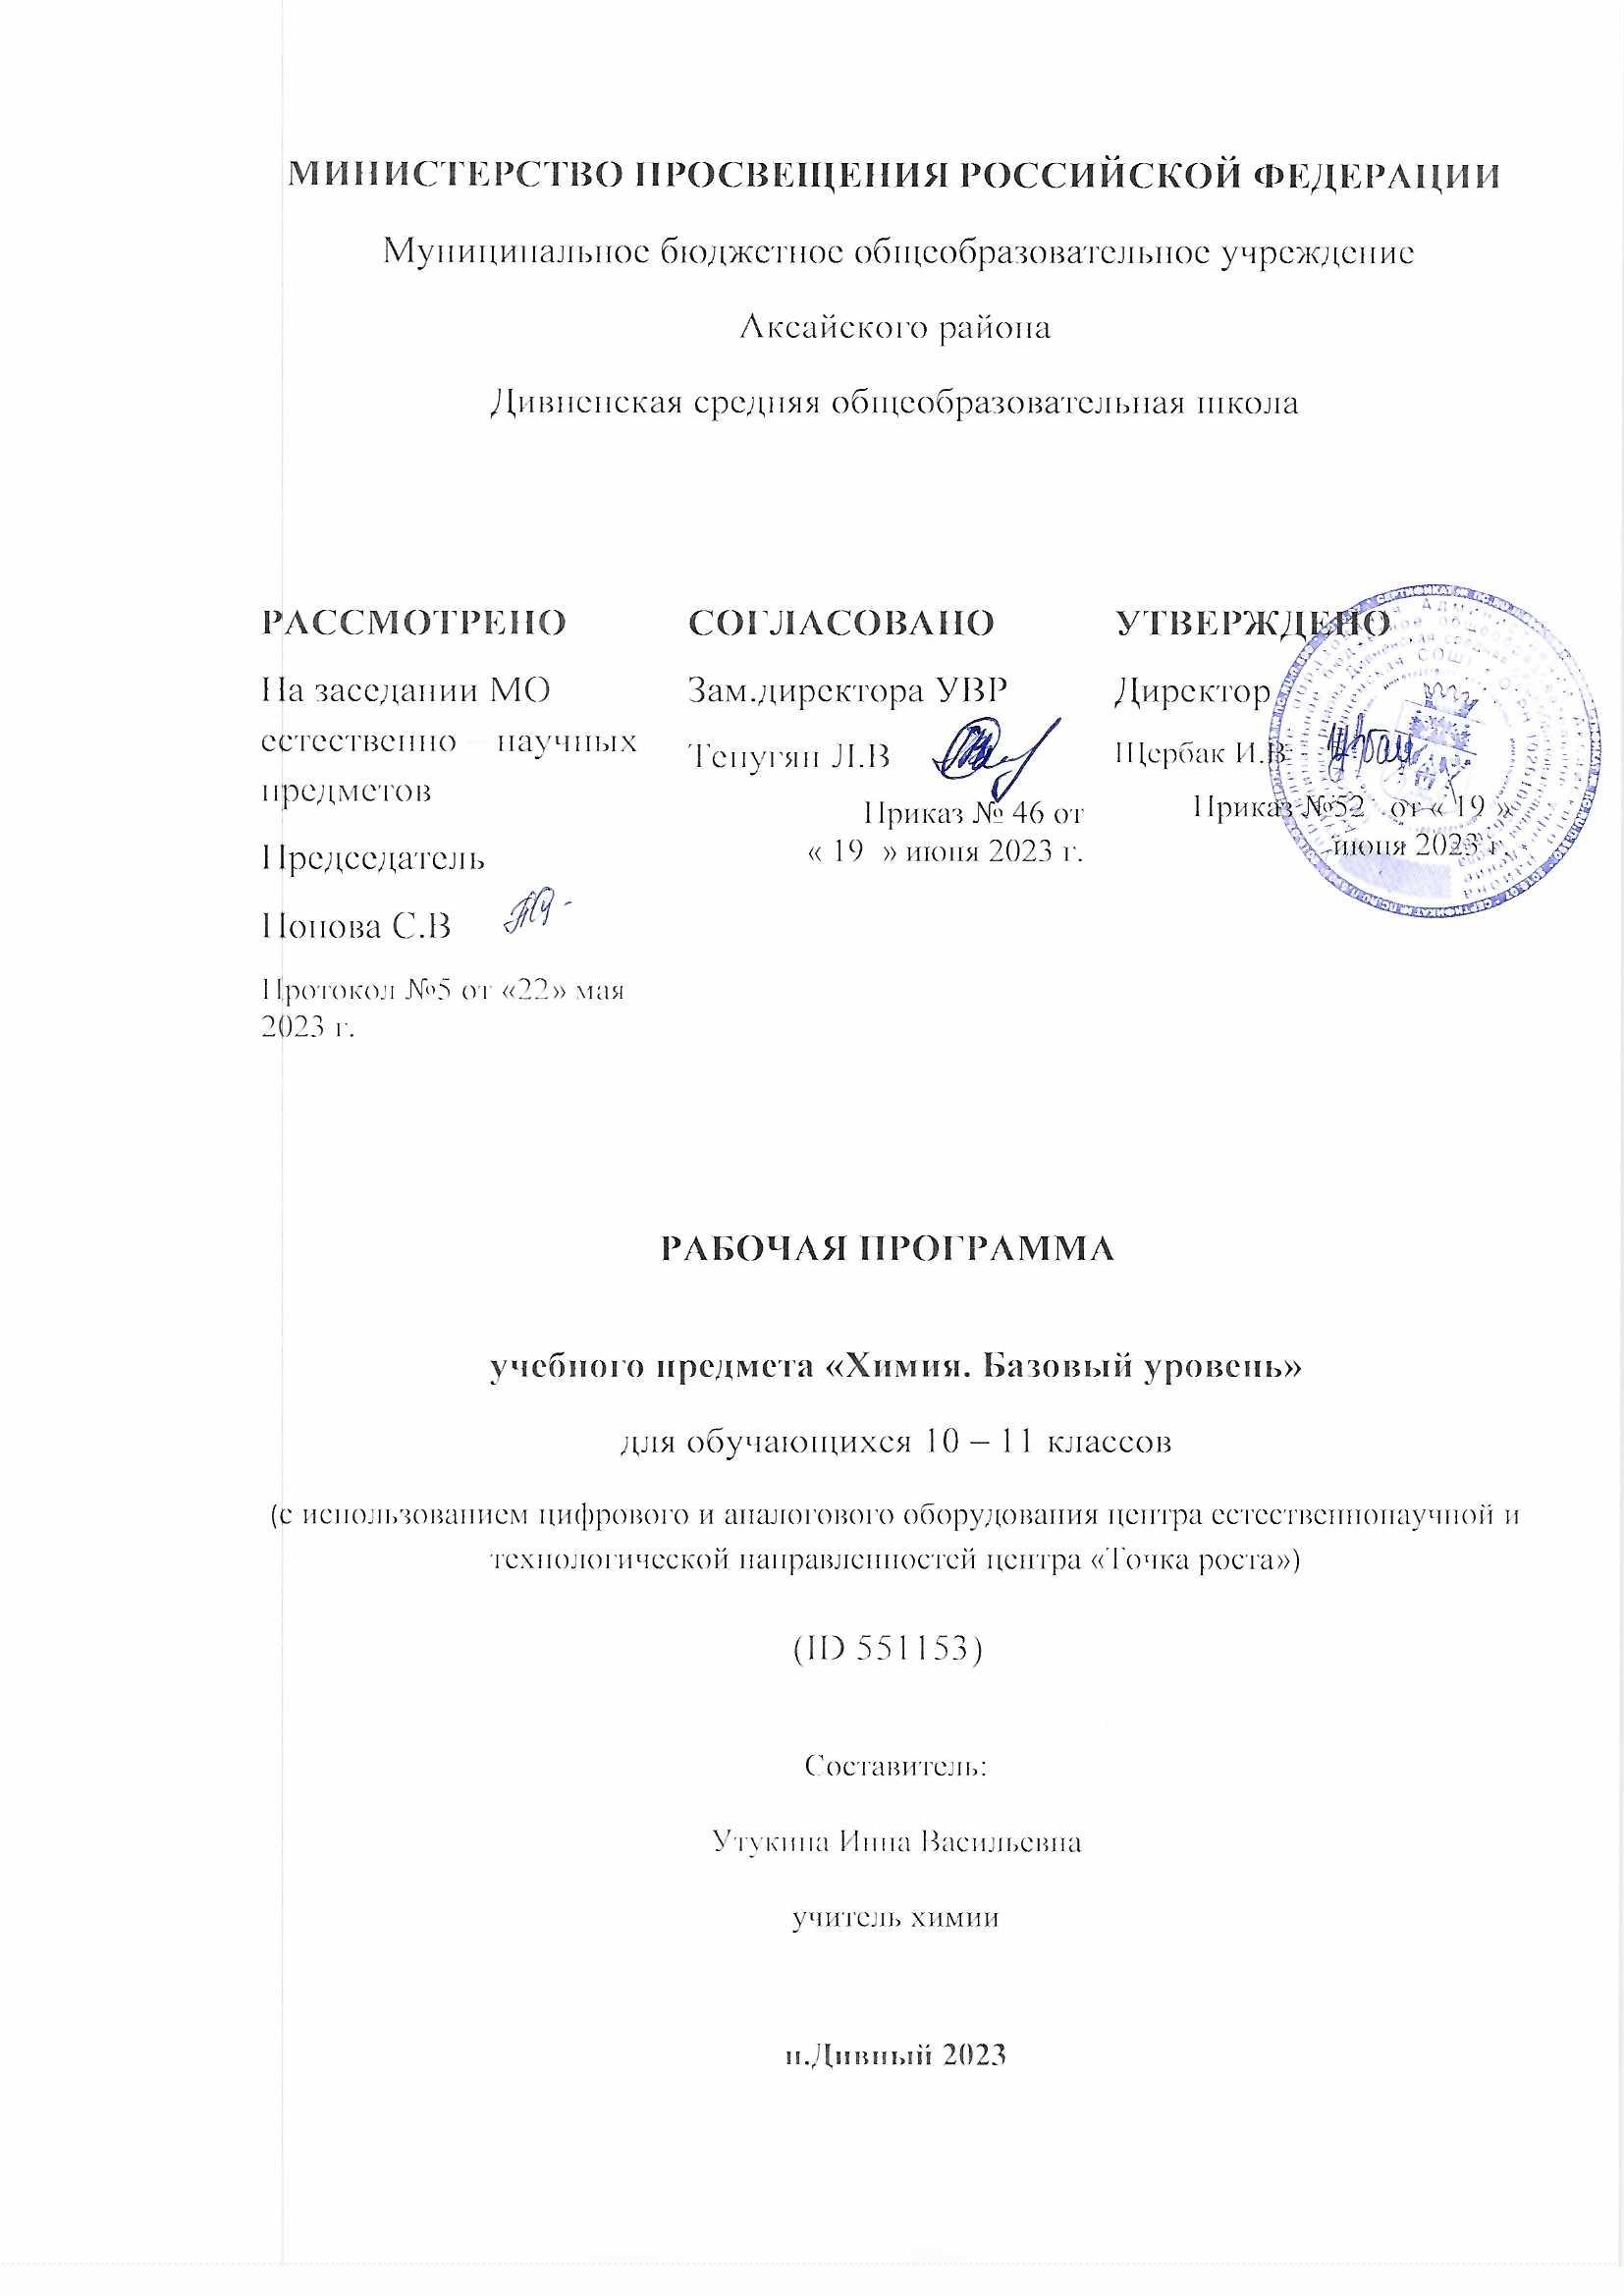 МИНИСТЕРСТВО ПРОСВЕЩЕНИЯ РОССИЙСКОЙ ФЕДЕРАЦИИ
Муниципальное бюджетное общеобразовательное учреждение
Аксайского района
Дивненская средняя общеобразовательная школа
РАССМОТРЕНО
На заседании МО
естественно – научных
предметов
Председатель
Попова С.В
Протокол №5 от «22» мая
2023 г.
СОГЛАСОВАНО
Зам.директора УВР
Тенугян Л.В
Приказ № 46 от
« 19 » июня 2023 г.
УТВЕРЖДЕНО
Директор
Щербак И.В
Приказ №52 от « 19 »
июня 2023 г.
РАБОЧАЯ ПРОГРАММА
учебного предмета «Химия. Базовый уровень»
для обучающихся 10 – 11 классов
(с использованием цифрового и аналогового оборудования центра естественнонаучной и
технологической направленностей центра «Точка роста»)
(ID 551153)
Составитель:
Утукина Инна Васильевна
учитель химии
п.Дивный 2023